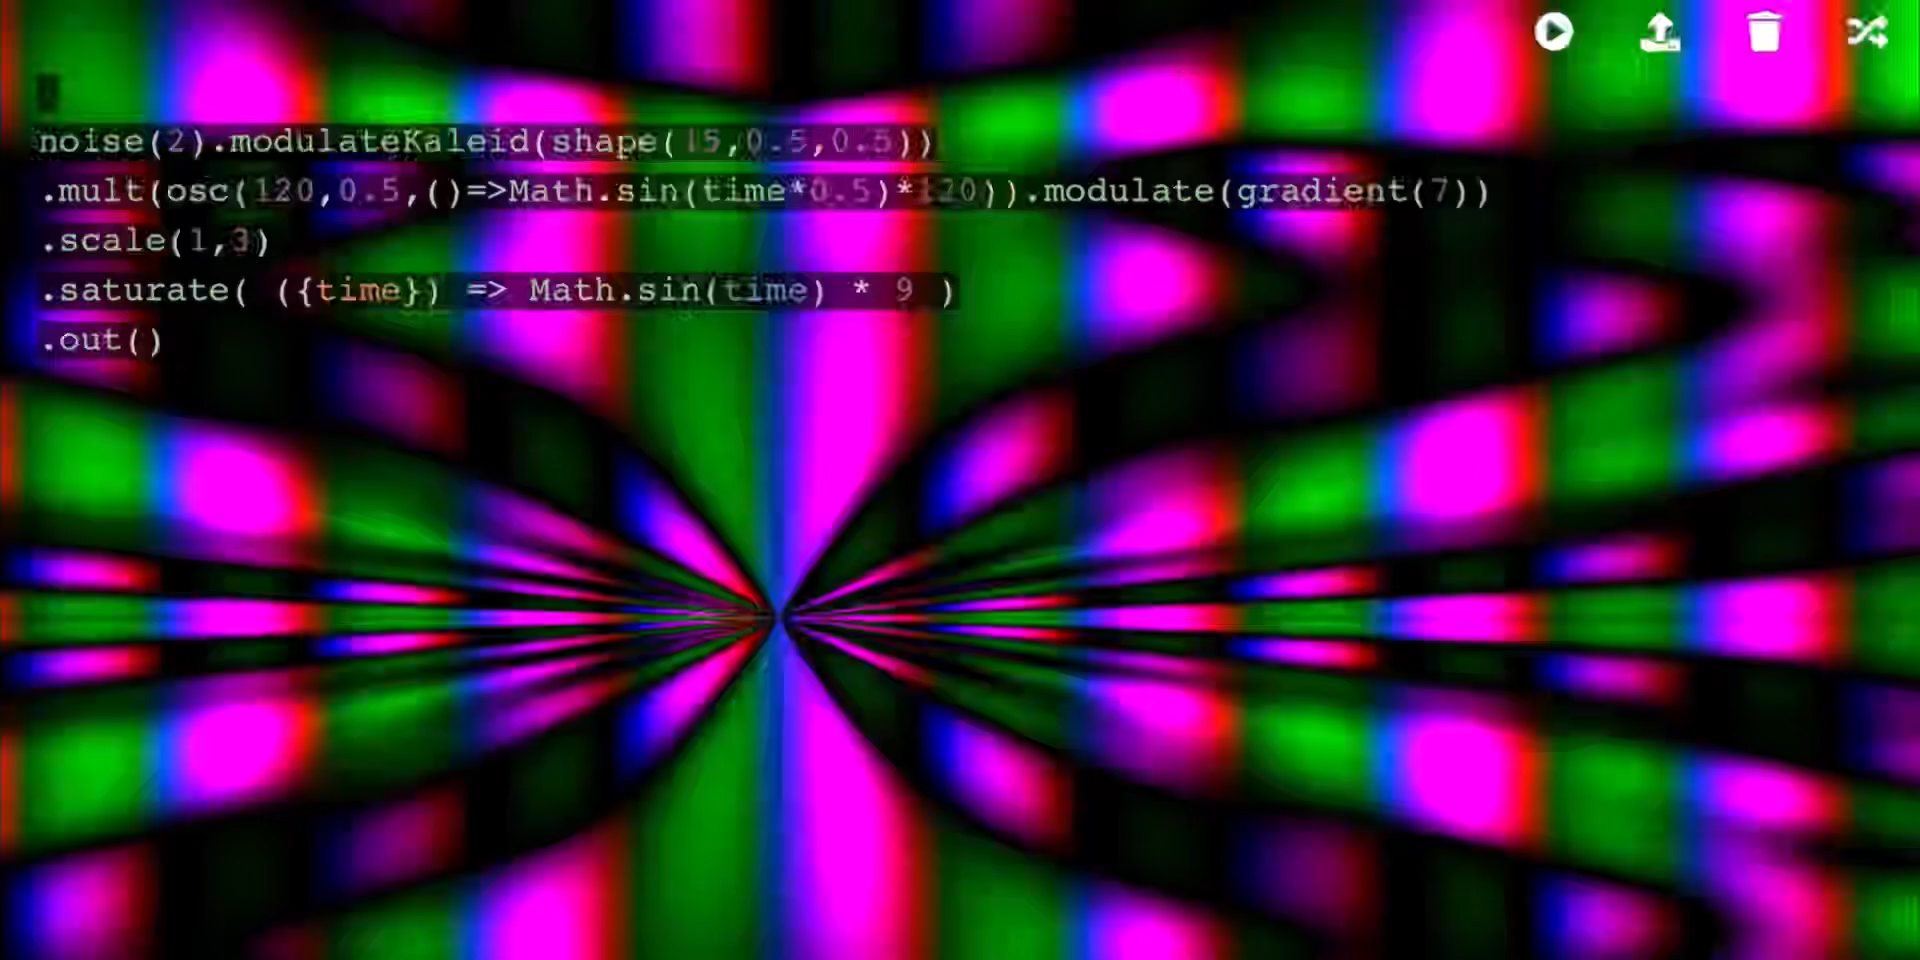 noise(2).modulateKaleid(shape(15,0.5,0.5))
.mult(osc(120,0.5,()=>Math.sin(time*0.5)*120)).modulate(gradient(7))
.scale(1,3)
.saturate( ({time}) => Math.sin(time) * 9 )
.out()